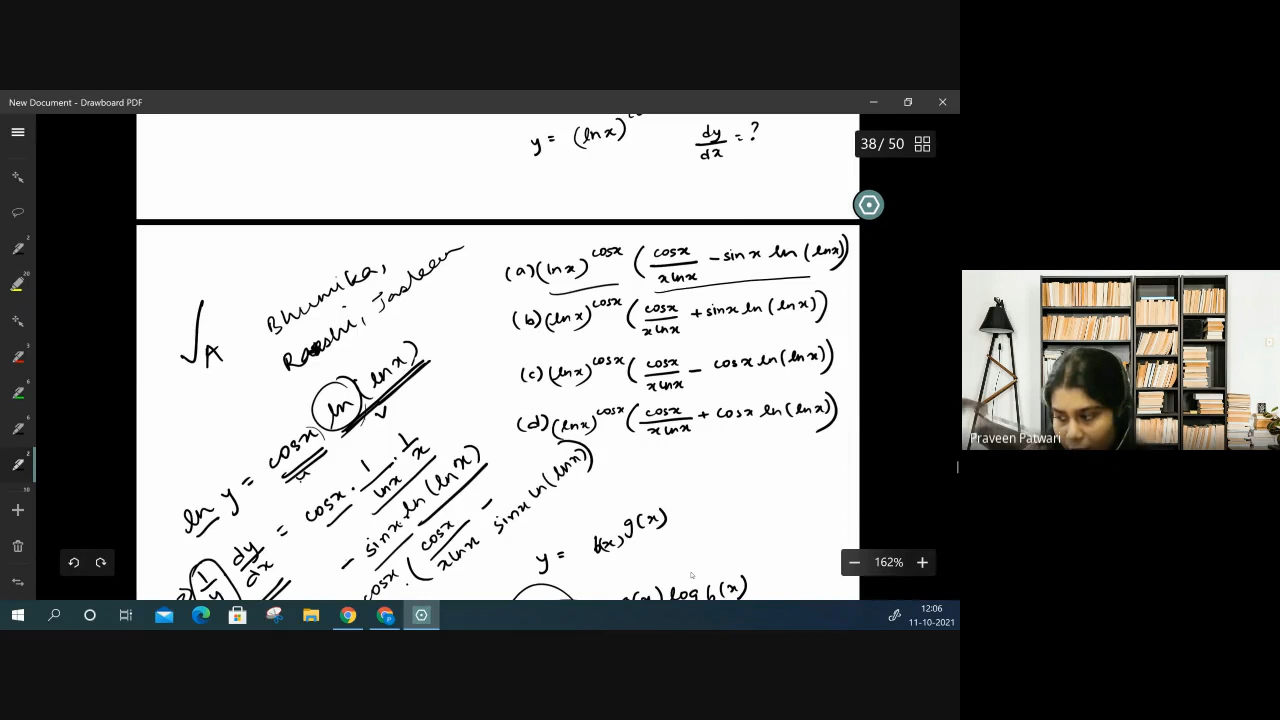 New Document - Drawboard PDF
y = (ln x)
dy/dx = ?
38 / 50
Bhumika,
Rashi, Jasleen
A
(a) (ln x)^cos x (cos x/x ln x - sin x ln (ln x))
(b) (ln x)^cos x (cos x/x ln x + sin x ln (ln x))
(c) (ln x)^cos x (cos x/x ln x - cos x ln (ln x))
(d) (ln x)^cos x (cos x/x ln x + cos x ln (ln x))
ln y = cos x ln (ln x)
u
v
1/y dy/dx = cos x · 1/ln x · 1/x
- sin x · ln (ln x)
cos x · (cos x/x ln x - sin x ln (ln x))
y = f(x)^g(x)
log f(x)
162%
Praveen Patwari
12:06
11-10-2021